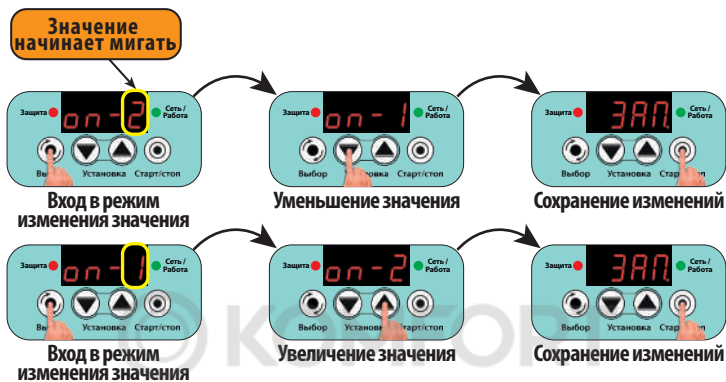 Значение
начинает мигать
Защита on-2 Сеть / Работа
Выбор Установка Старт/стоп
Вход в режим
изменения значения
Защита on-1 Сеть / Работа
Выбор Установка Старт/стоп
Уменьшение значения
Защита ЗАП. Сеть / Работа
Выбор Установка Старт/стоп
Сохранение изменений
Защита on-1 Сеть / Работа
Выбор Установка Старт/стоп
Вход в режим
изменения значения
Защита on-2 Сеть / Работа
Выбор Установка Старт/стоп
Увеличение значения
Защита ЗАП. Сеть / Работа
Выбор Установка Старт/стоп
Сохранение изменений
© KOMFORT